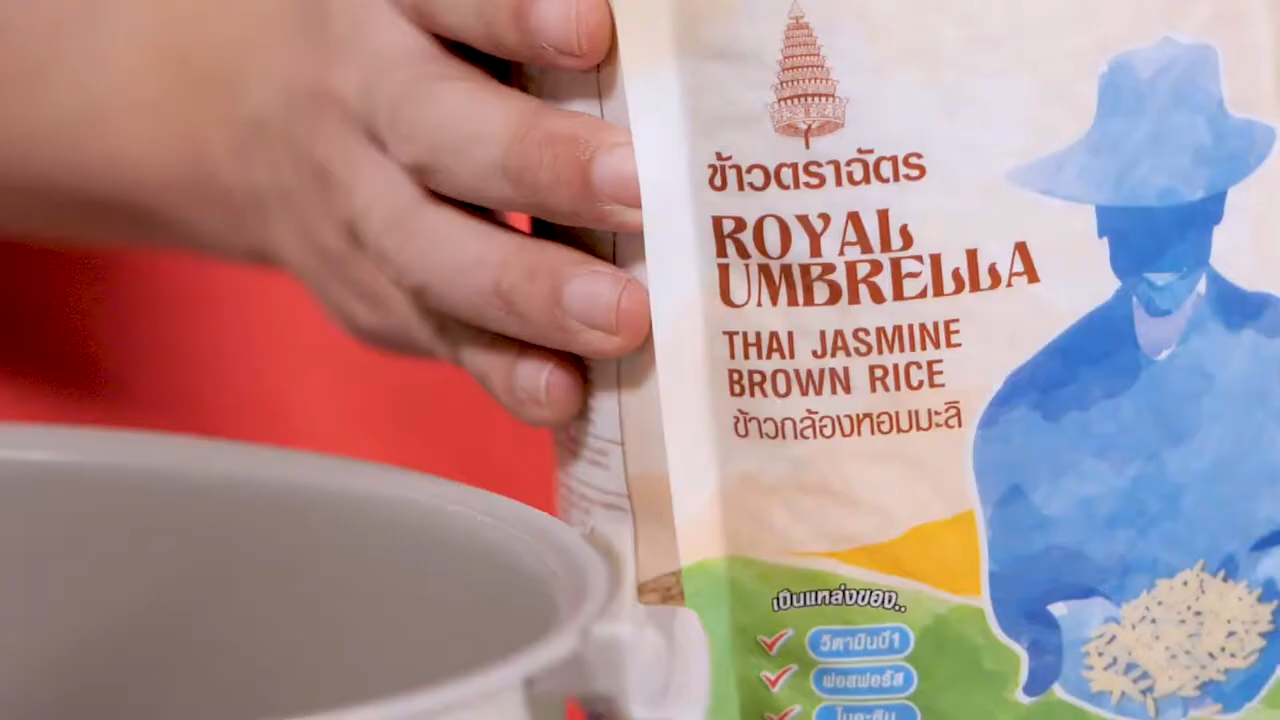 ข้าวตราฉัตร
ROYAL
UMBRELLA
THAI JASMINE
BROWN RICE
ข้าวกล้องหอมมะลิ
เป็นแหล่งของ..
วิตามินบี1
ฟอสฟอรัส